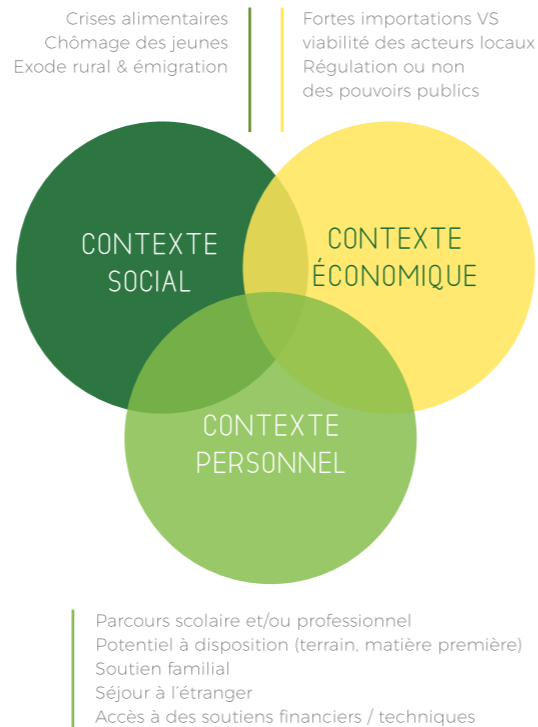 Crises alimentaires
Chômage des jeunes
Exode rural & émigration
Fortes importations VS
viabilité des acteurs locaux
Régulation ou non
des pouvoirs publics
CONTEXTE
SOCIAL
CONTEXTE
ÉCONOMIQUE
CONTEXTE
PERSONNEL
Parcours scolaire et/ou professionnel
Potentiel à disposition (terrain, matière première)
Soutien familial
Séjour à l'étranger
Accès à des soutiens financiers / techniques